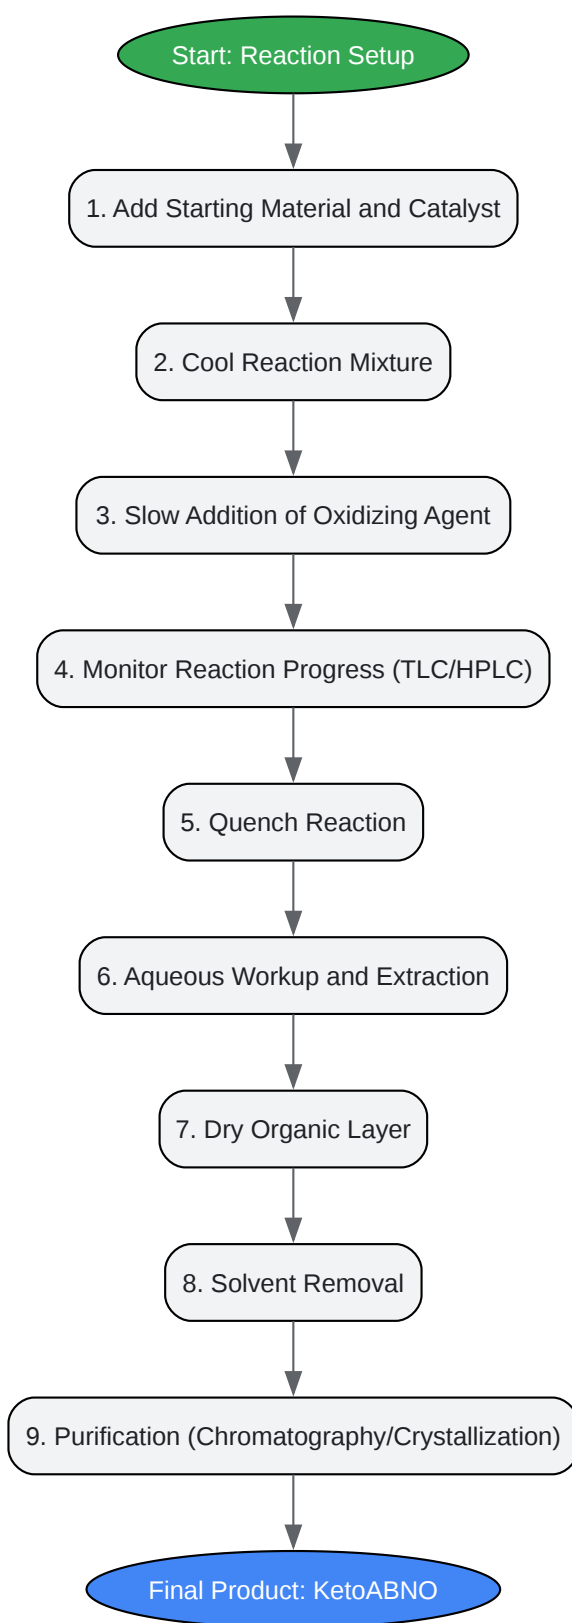 Start: Reaction Setup
1. Add Starting Material and Catalyst
2. Cool Reaction Mixture
3. Slow Addition of Oxidizing Agent
4. Monitor Reaction Progress (TLC/HPLC)
5. Quench Reaction
6. Aqueous Workup and Extraction
7. Dry Organic Layer
8. Solvent Removal
9. Purification (Chromatography/Crystallization)
Final Product: KetoABNO